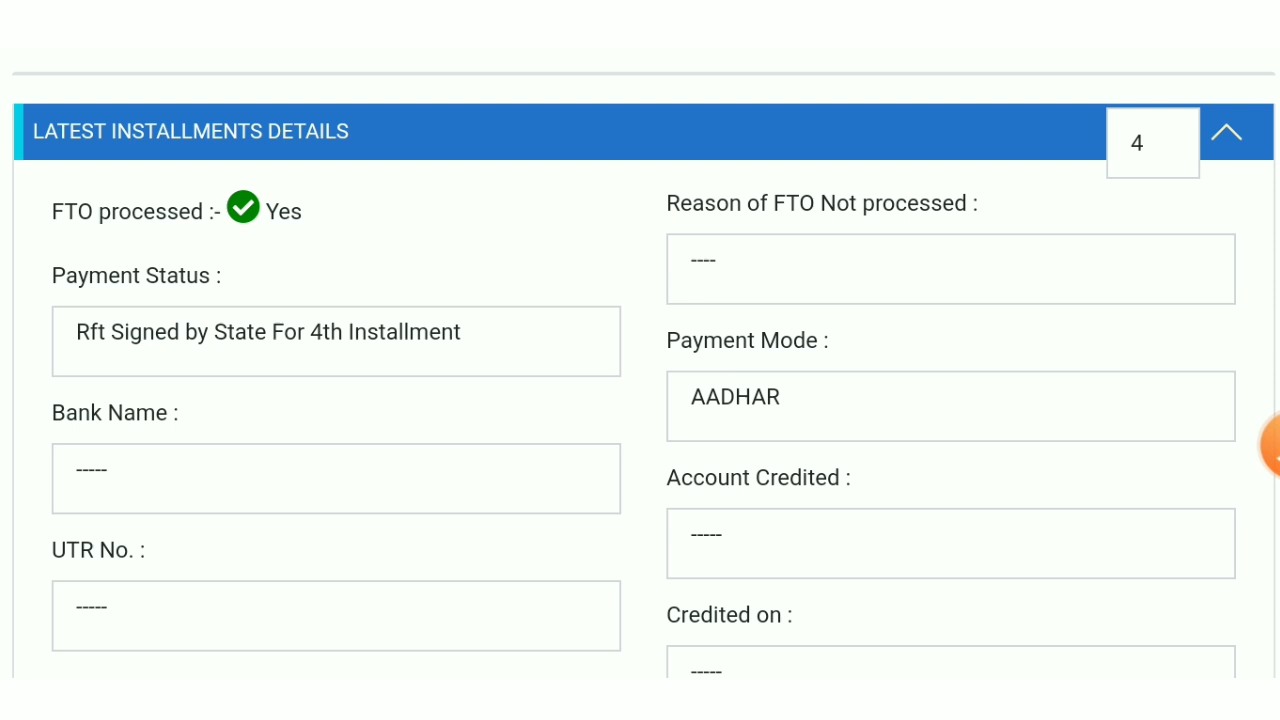 LATEST INSTALLMENTS DETAILS
4
FTO processed :- Yes
Payment Status :
Rft Signed by State For 4th Installment
Bank Name :
-----
UTR No. :
-----
Reason of FTO Not processed :
----
Payment Mode :
AADHAR
Account Credited :
-----
Credited on :
-----